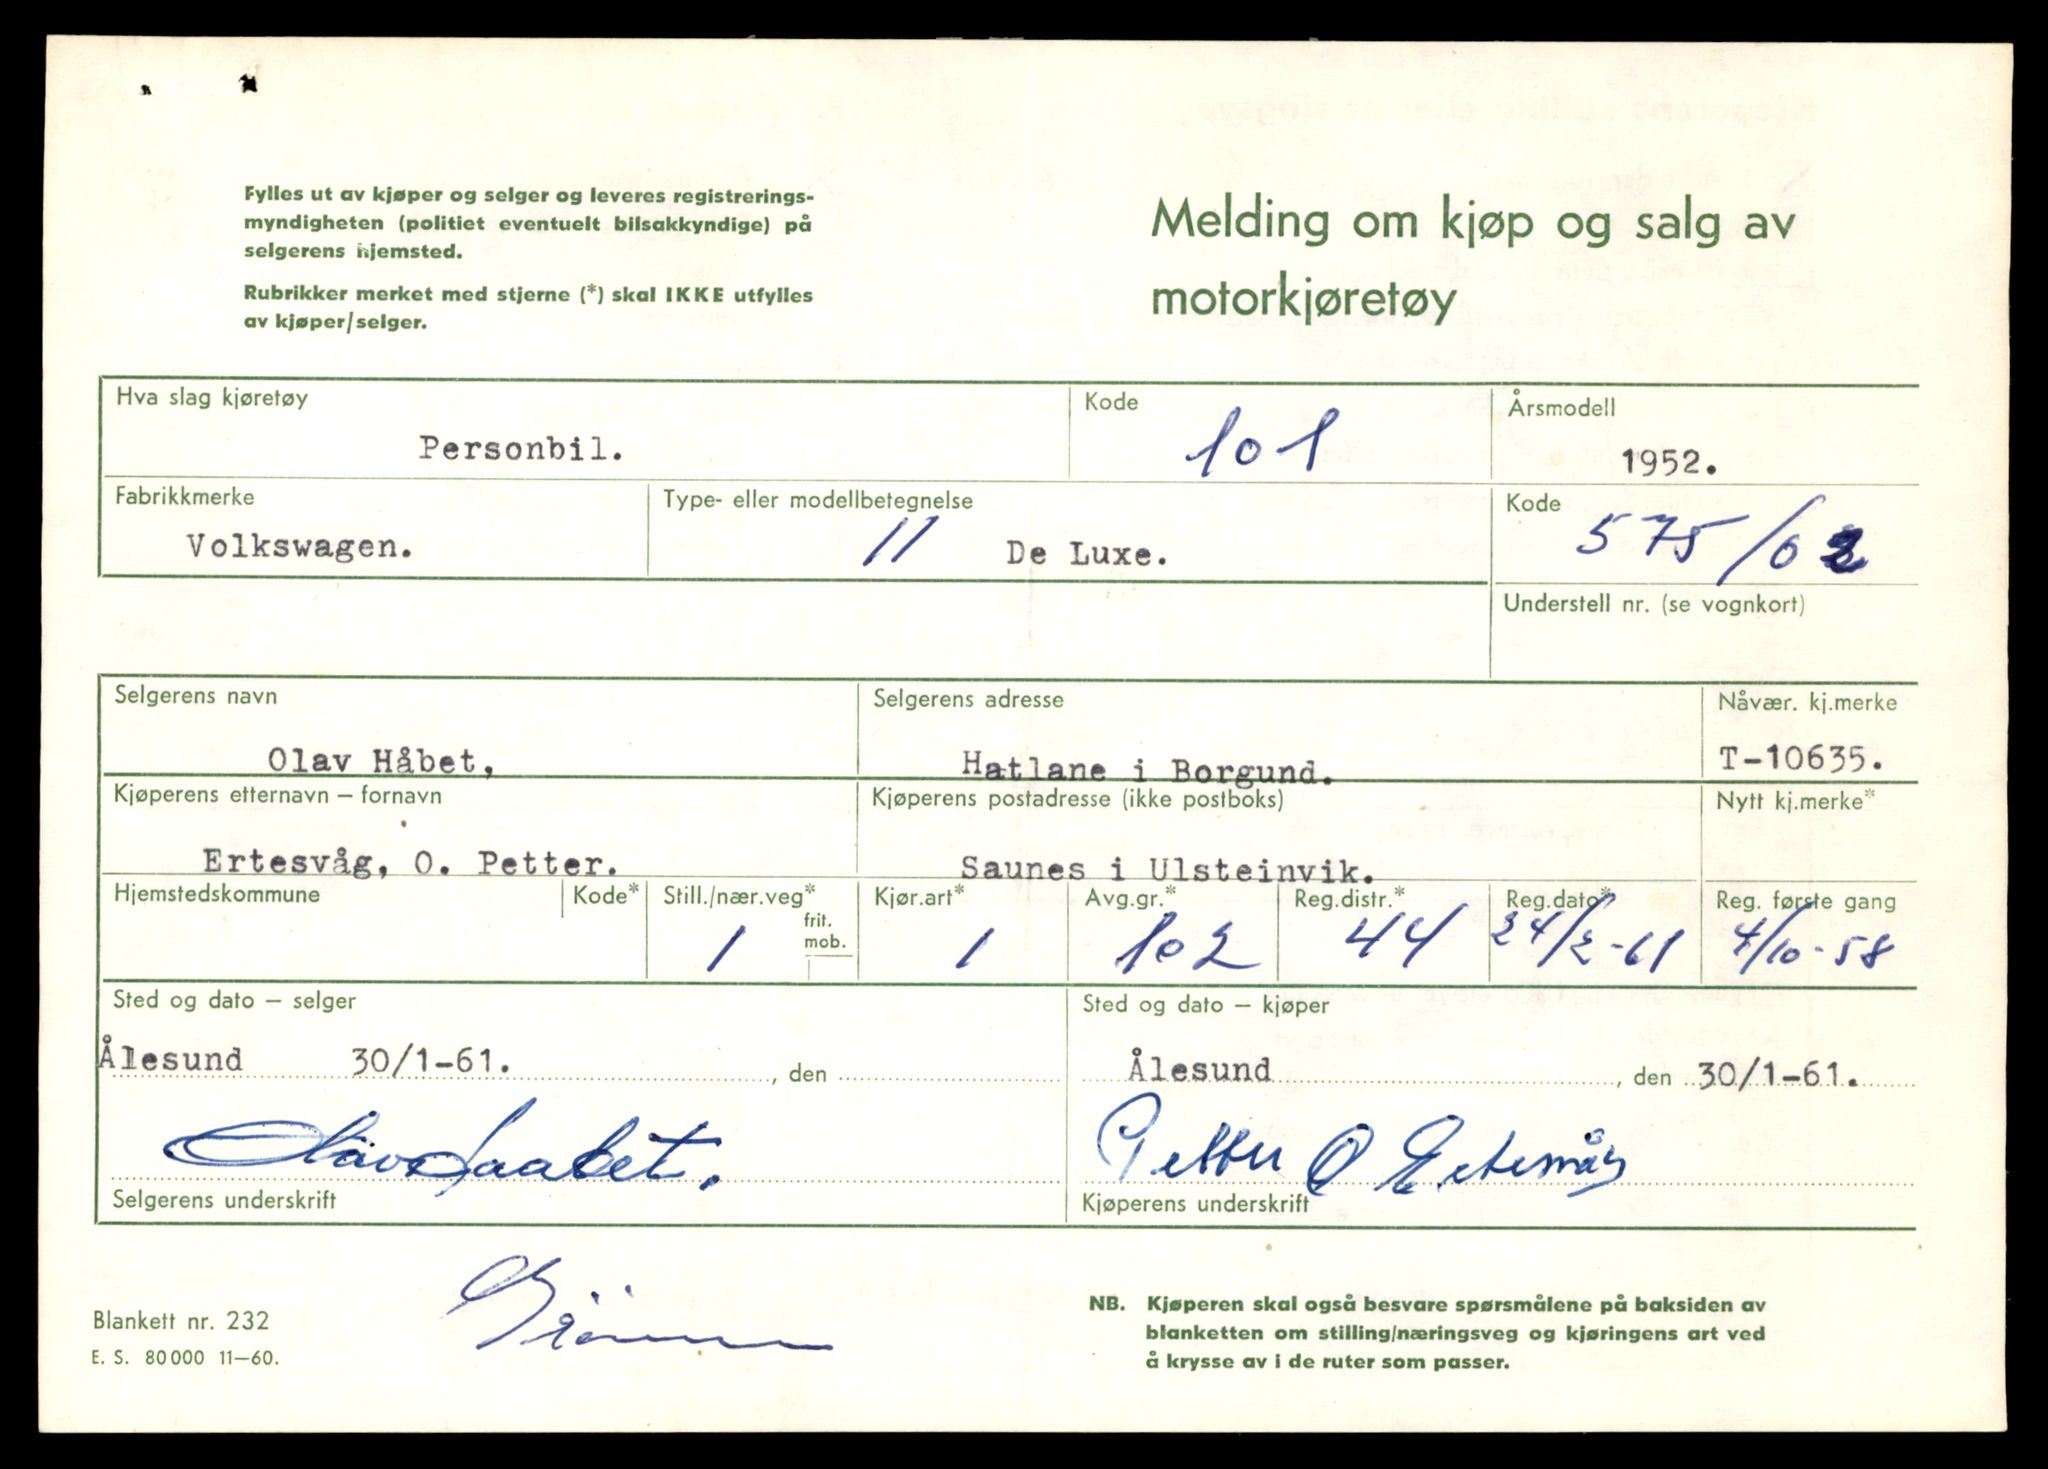 Fylles ut av kjøper og selger og leveres registrerings-
myndigheten (politiet eventuelt bilsakkyndige) på
selgerens hjemsted.
Rubrikker merket med stjerne (*) skal IKKE utfylles
av kjøper/selger.
Melding om kjøp og salg av
motorkjøretøy
Hva slag kjøretøy
Personbil.
Kode
101
Årsmodell
1952.
Fabrikkmerke
Volkswagen.
Type- eller modellbetegnelse
11 De Luxe.
Kode
575/02
Understell nr. (se vognkort)
Selgerens navn
Olav Håbet,
Selgerens adresse
Hatlane i Borgund.
Nåvær. kj.merke
T-10635.
Kjøperens etternavn – fornavn
Ertesvåg, O. Petter.
Kjøperens postadresse (ikke postboks)
Saunes i Ulsteinvik.
Nytt kj.merke*
Hjemstedskommune
Kode*
Still./nær.veg*
1
frit.
mob.
Kjør.art*
1
Avg.gr.*
102
Reg.distr.*
44
Reg.dato*
24/2-61
Reg. første gang
4/10-58
Sted og dato – selger
Ålesund 30/1-61. , den
Sted og dato – kjøper
Ålesund , den 30/1-61.
Olav Haabet.
Selgerens underskrift
Petter O Ertesvåg
Kjøperens underskrift
Blankett nr. 232
E. S. 80000 11–60.
NB. Kjøperen skal også besvare spørsmålene på baksiden av
blanketten om stilling/næringsveg og kjøringens art ved
å krysse av i de ruter som passer.